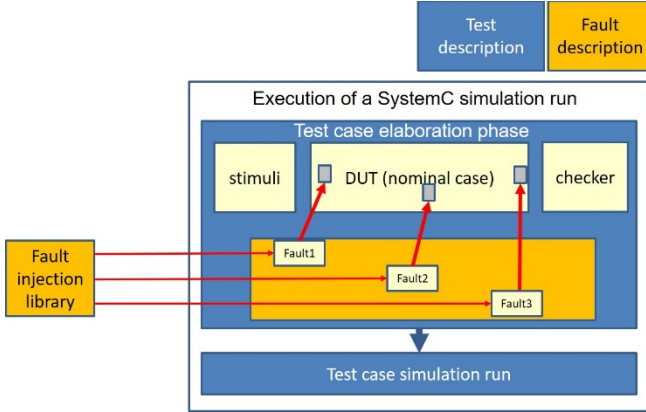 Test
description
Fault
description
Execution of a SystemC simulation run
Test case elaboration phase
stimuli
DUT (nominal case)
checker
Fault
injection
library
Fault1
Fault2
Fault3
Test case simulation run